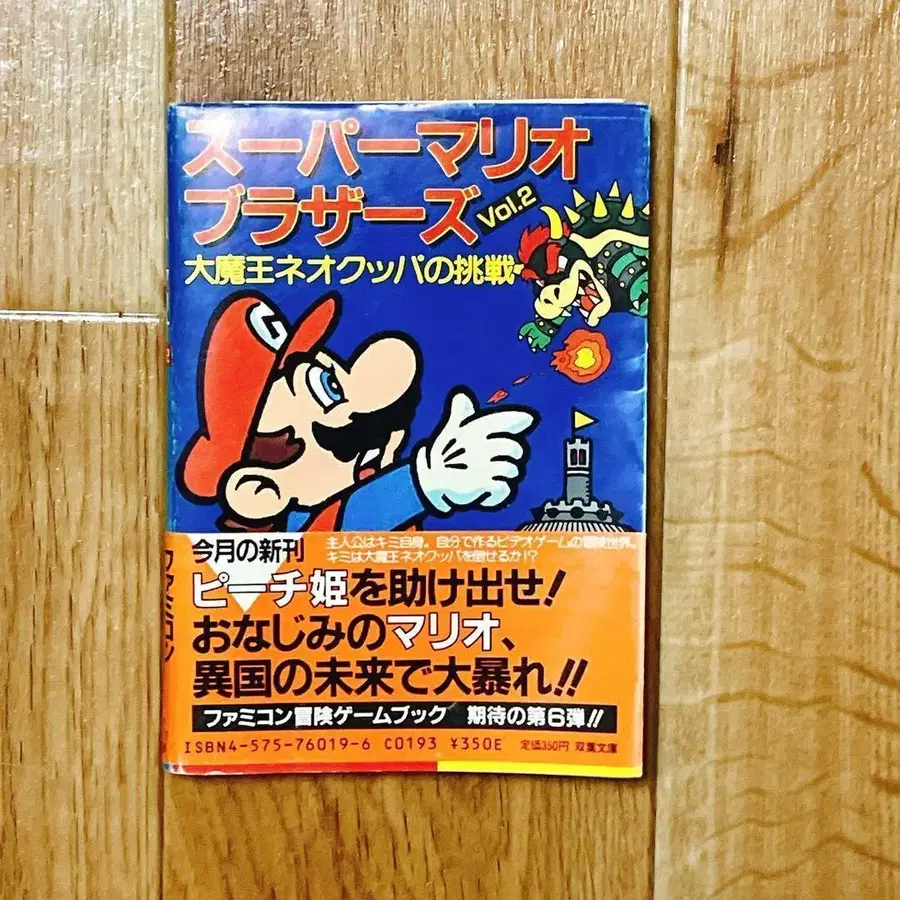 スーパーマリオ
ブラザーズ Vol.2
大魔王ネオクッパの挑戦
G
今月の新刊
主人公はキミ自身。自分で作るビデオゲームの冒険世界。
キミは大魔王ネオクッパを倒せるか!?
ピーチ姫を助け出せ!
おなじみのマリオ、
異国の未来で大暴れ!!
ファミコン冒険ゲームブック 期待の第6弾!!
ISBN4-575-76019-6 C0193 ¥350E 定価350円 双葉文庫
ファミコン